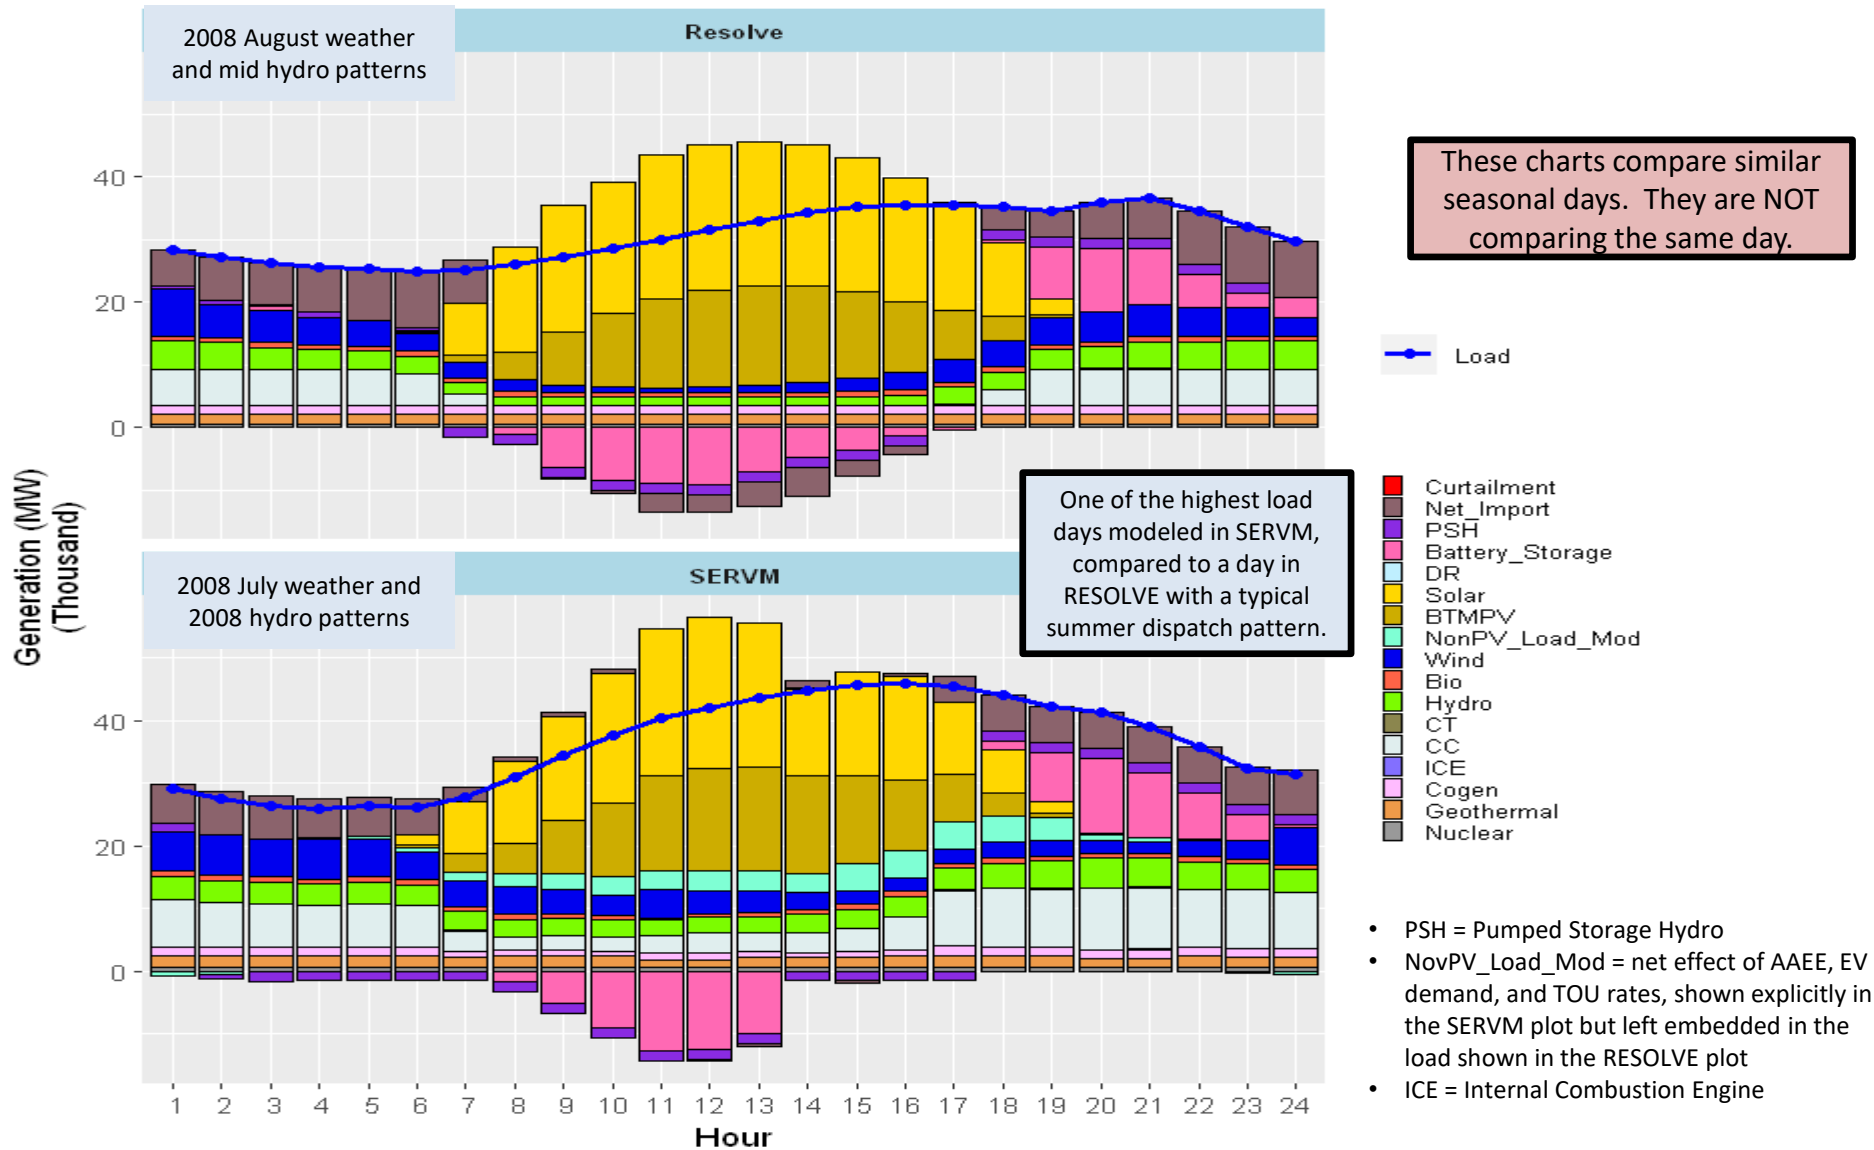 2008 August weather
and mid hydro patterns
Resolve
40
20
0
These charts compare similar
seasonal days.  They are NOT
comparing the same day.
Load
Generation (MW)
(Thousand)
One of the highest load
days modeled in SERVM,
compared to a day in
RESOLVE with a typical
summer dispatch pattern.
2008 July weather and
2008 hydro patterns
SERVM
40
20
0
1 2 3 4 5 6 7 8 9 10 11 12 13 14 15 16 17 18 19 20 21 22 23 24
Hour
Curtailment
Net_Import
PSH
Battery_Storage
DR
Solar
BTMPV
NonPV_Load_Mod
Wind
Bio
Hydro
CT
CC
ICE
Cogen
Geothermal
Nuclear
• PSH = Pumped Storage Hydro
• NovPV_Load_Mod = net effect of AAEE, EV
demand, and TOU rates, shown explicitly in
the SERVM plot but left embedded in the
load shown in the RESOLVE plot
• ICE = Internal Combustion Engine